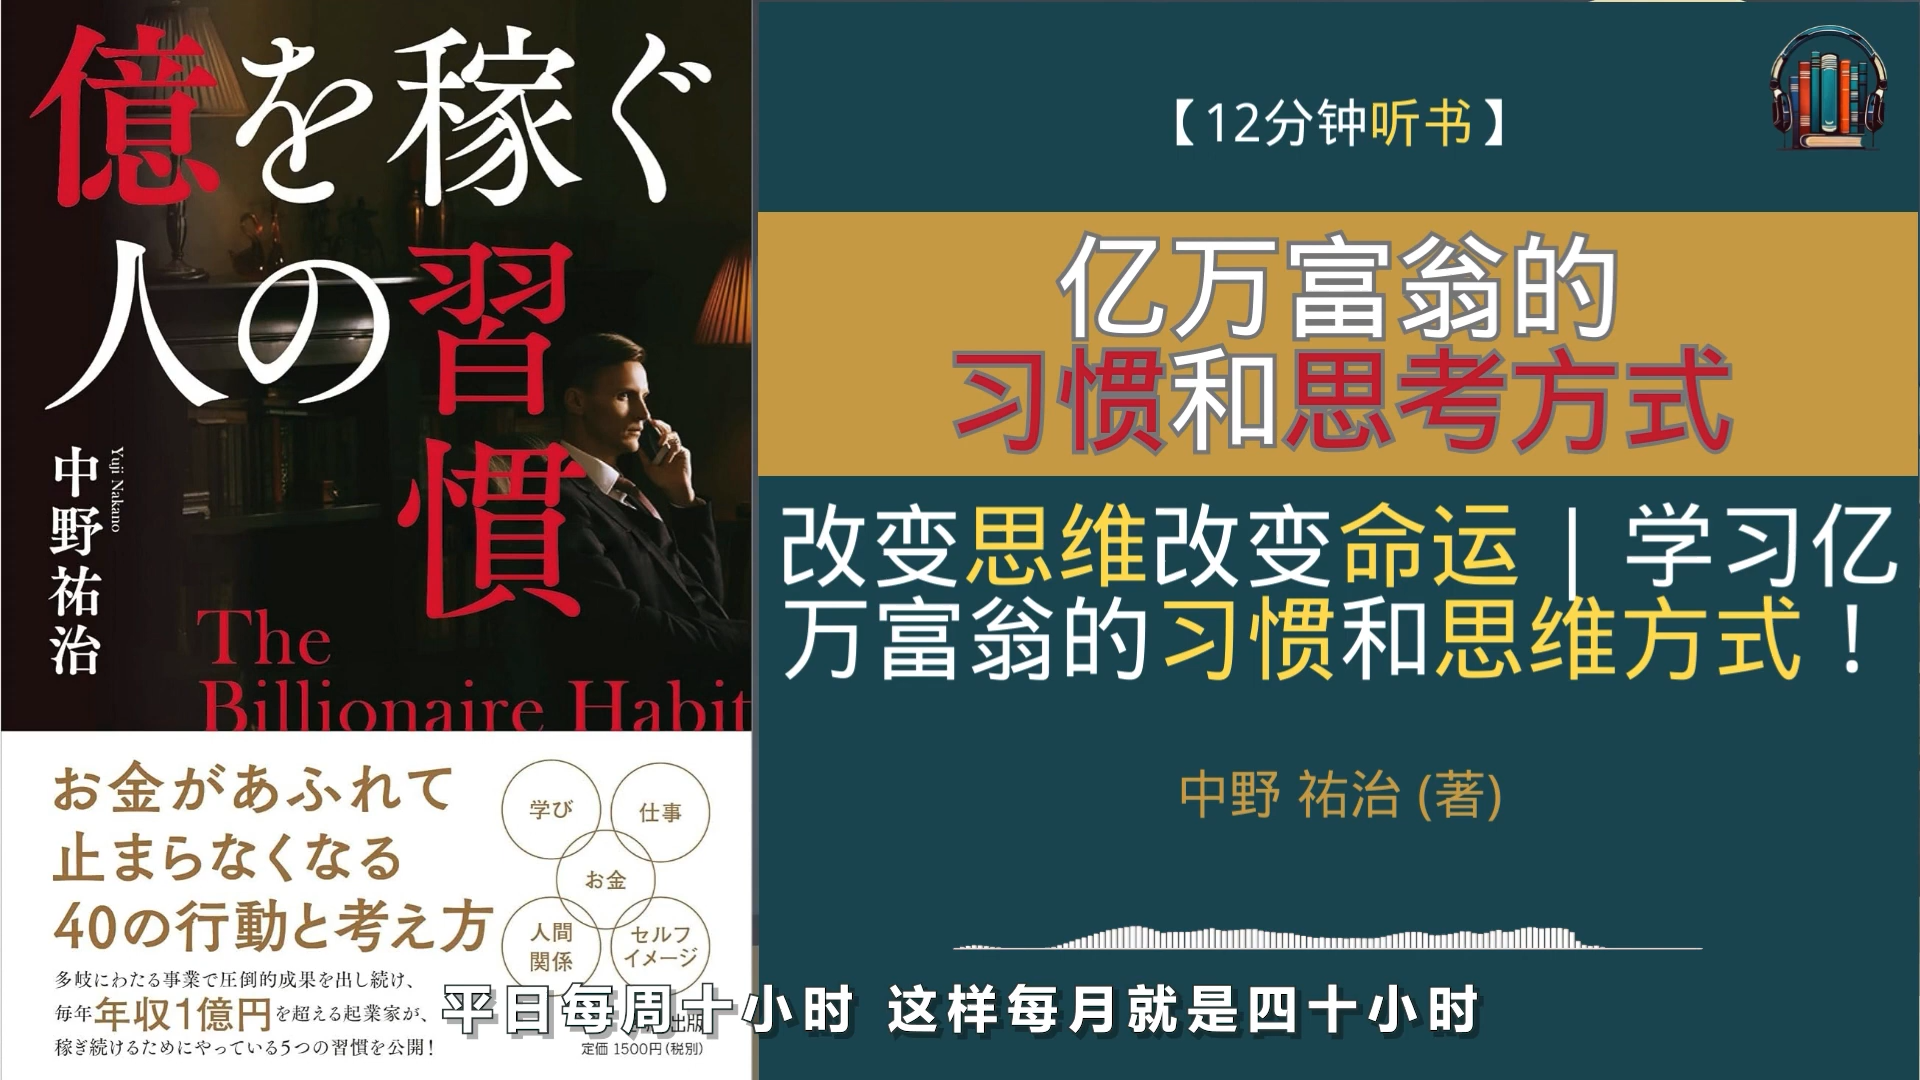 億を稼ぐ
人の習慣
中野祐治
Yuji Nakano
The
Billionaire Habit
お金があふれて
止まらなくなる
40の行動と考え方
学び
仕事
お金
人間
関係
セルフ
イメージ
多岐にわたる事業で圧倒的成果を出し続け、
毎年年収1億円を超える起業家が、
稼ぎ続けるためにやっている5つの習慣を公開！
出版
定価 1500円（税別）
【12分钟听书】
亿万富翁的
习惯和思考方式
改变思维改变命运 | 学习亿
万富翁的习惯和思维方式！
中野 祐治 (著)
平日每周十小时 这样每月就是四十小时